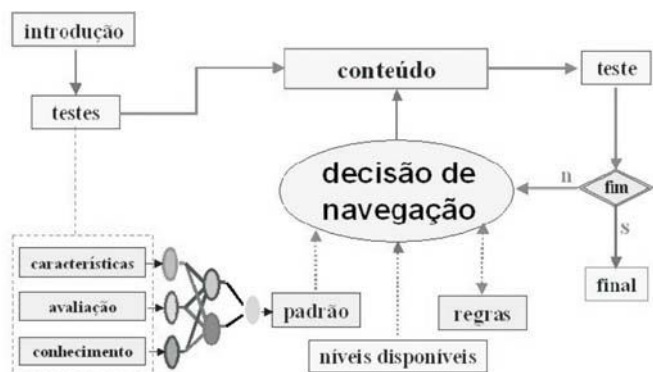 introdução
conteúdo
teste
testes
decisão de
navegação
n
fim
s
características
avaliação
padrão
regras
final
conhecimento
níveis disponíveis